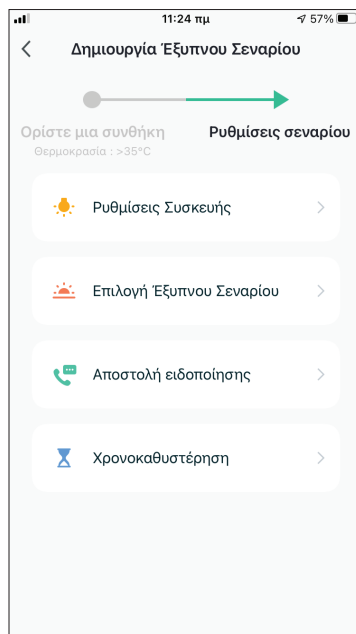 11:24 πμ
57%
Δημιουργία Έξυπνου Σεναρίου
Ορίστε μια συνθήκη
Ρυθμίσεις σεναρίου
Θερμοκρασία : >35°C
Ρυθμίσεις Συσκευής
Επιλογή Έξυπνου Σεναρίου
Αποστολή ειδοποίησης
Χρονοκαθυστέρηση